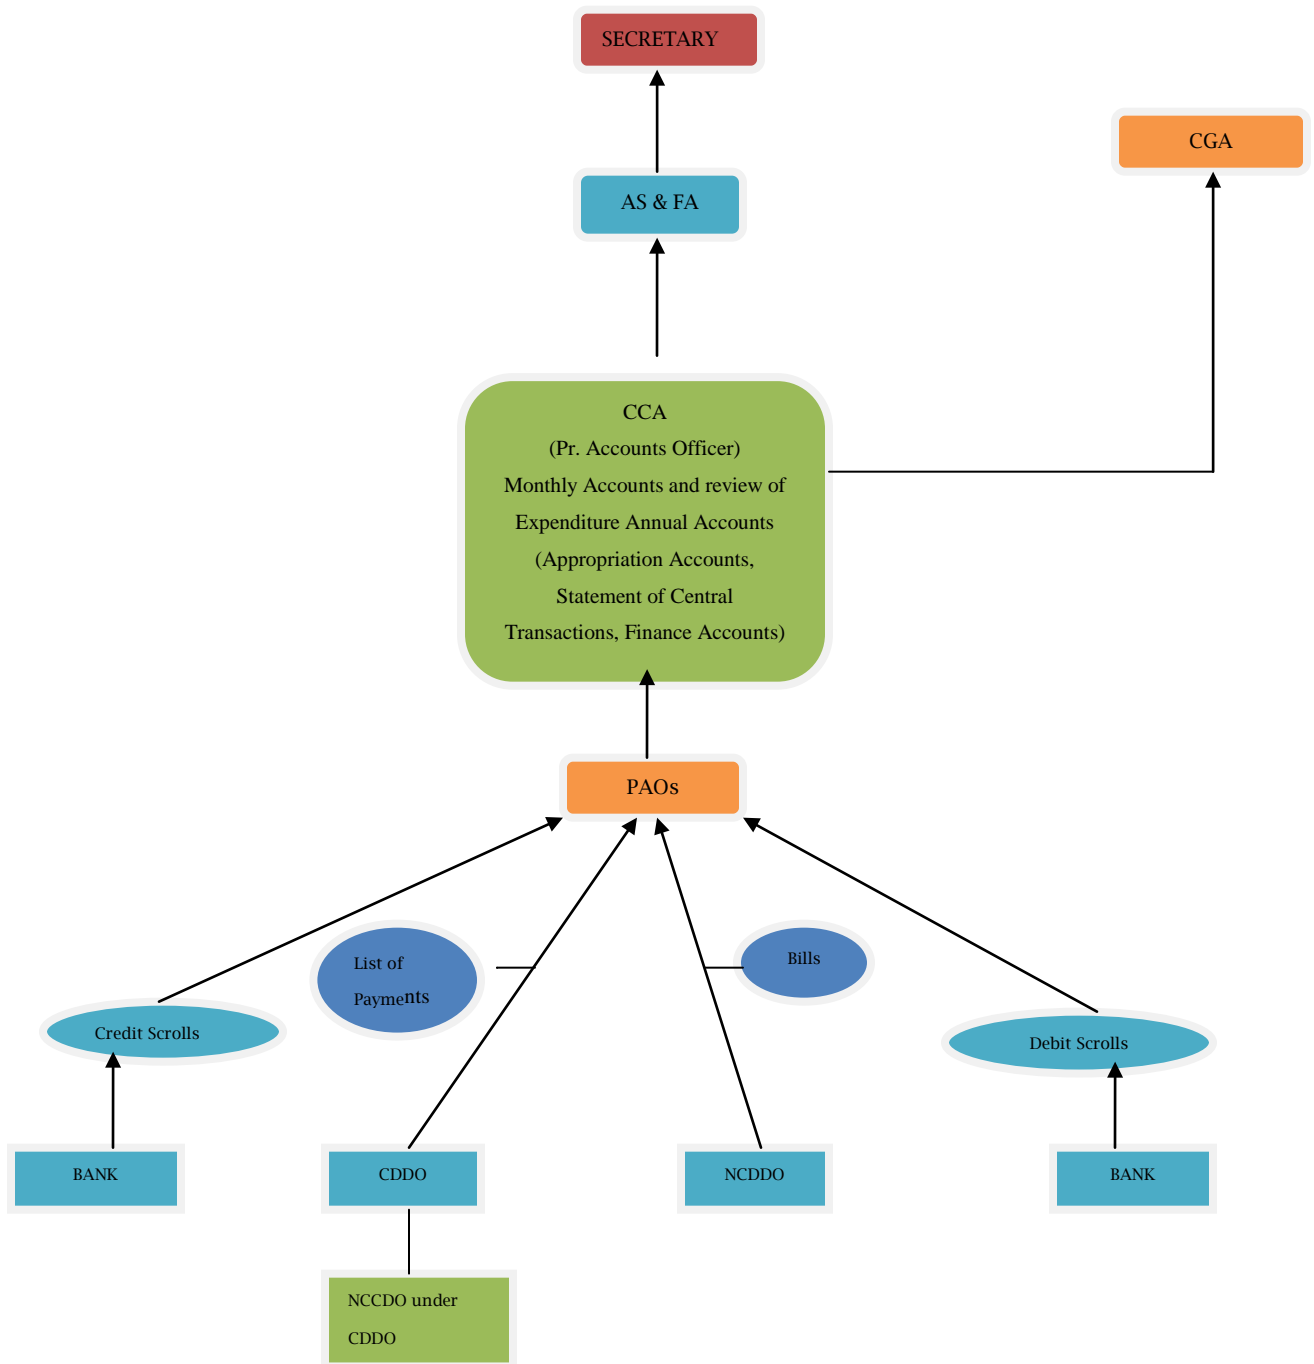 SECRETARY
CGA
AS & FA
CCA
(Pr. Accounts Officer)
Monthly Accounts and review of
Expenditure Annual Accounts
(Appropriation Accounts,
Statement of Central
Transactions, Finance Accounts)
PAOs
List of
Payments
Bills
Credit Scrolls
Debit Scrolls
BANK
CDDO
NCDDO
BANK
NCCDO under
CDDO